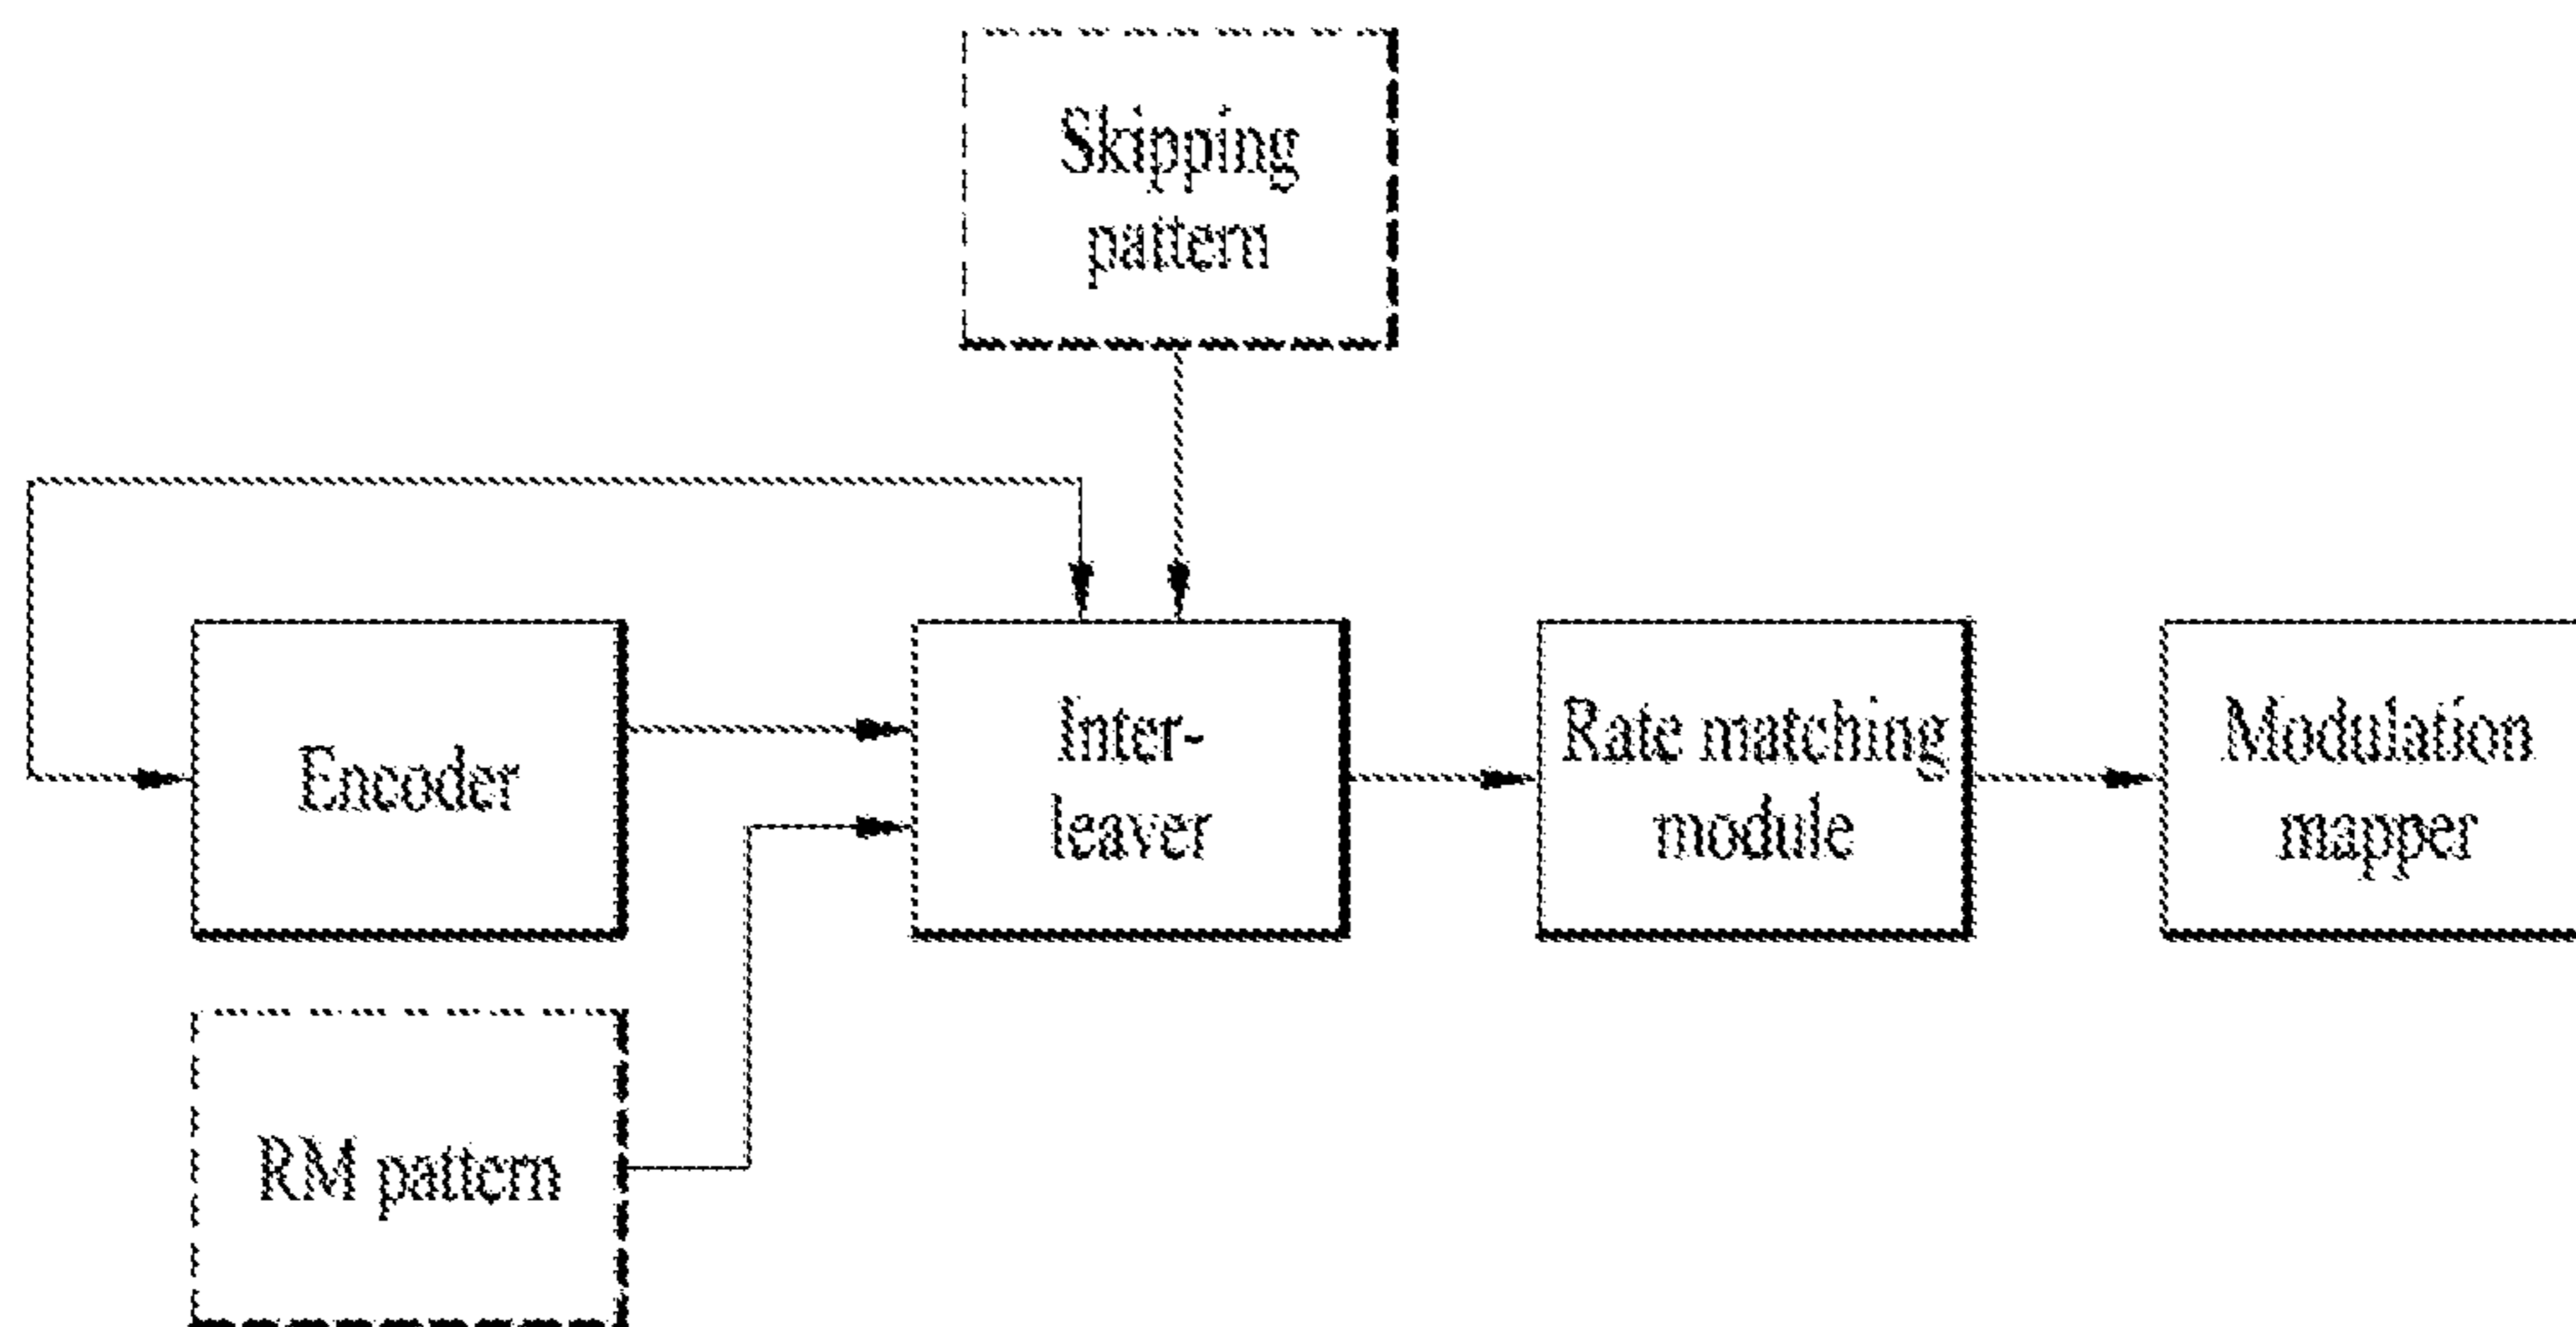 Skipping
pattern
Encoder
Inter-
leaver
Rate matching
module
Modulation
mapper
RM pattern